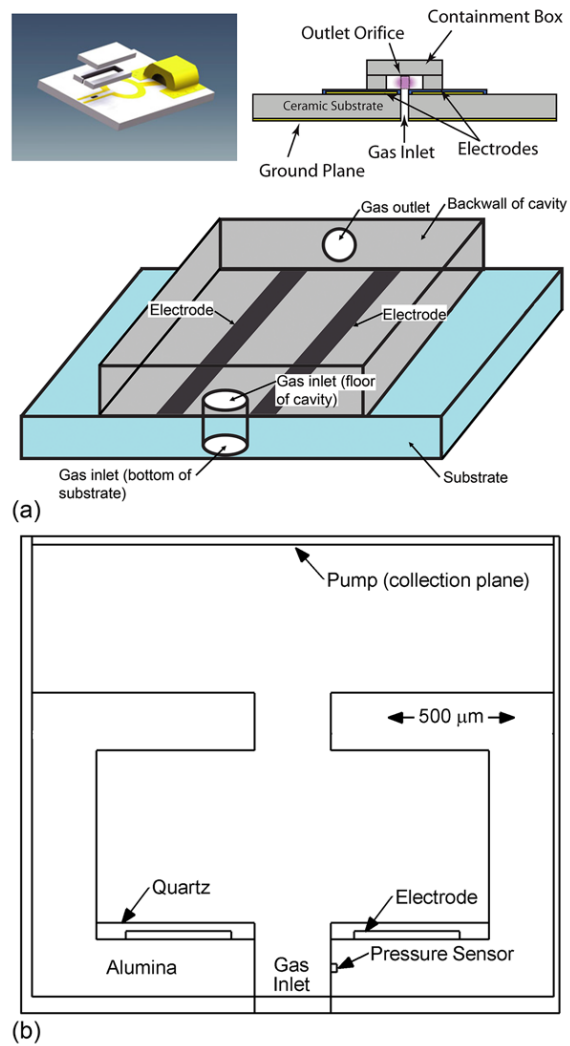 Containment Box
Outlet Orifice
Ceramic Substrate
Electrodes
Gas Inlet
Ground Plane
Gas outlet
Backwall of cavity
Electrode
Electrode
Gas inlet (floor
of cavity)
Gas inlet (bottom of
substrate)
Substrate
(a)
Pump (collection plane)
500 μm
Quartz
Electrode
Alumina
Gas
Inlet
Pressure Sensor
(b)